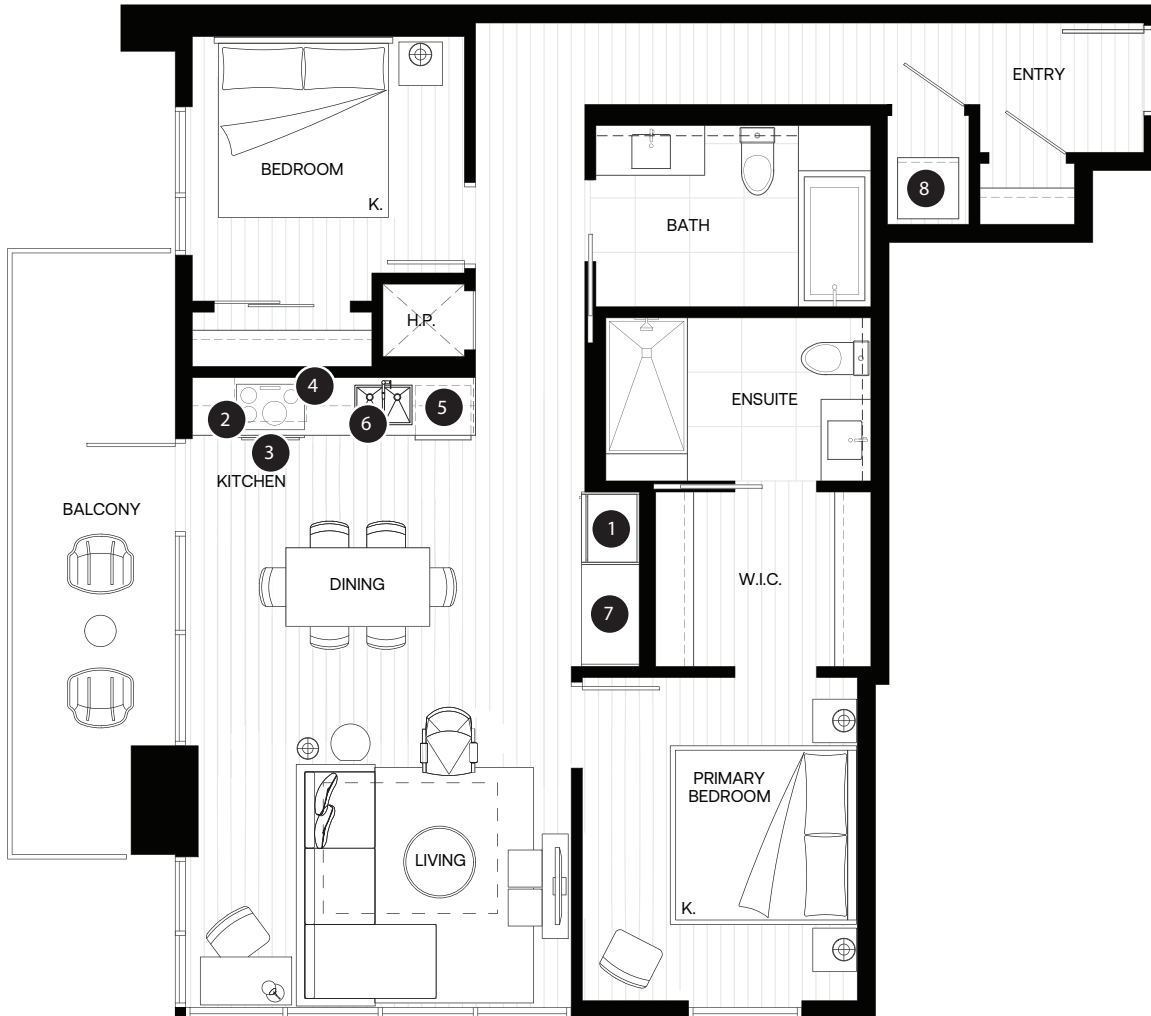 ENTRY
BEDROOM
8
K.
BATH
H.P.
4
ENSUITE
2
6
5
3
KITCHEN
BALCONY
1
DINING
W.I.C.
7
PRIMARY
BEDROOM
LIVING
K.